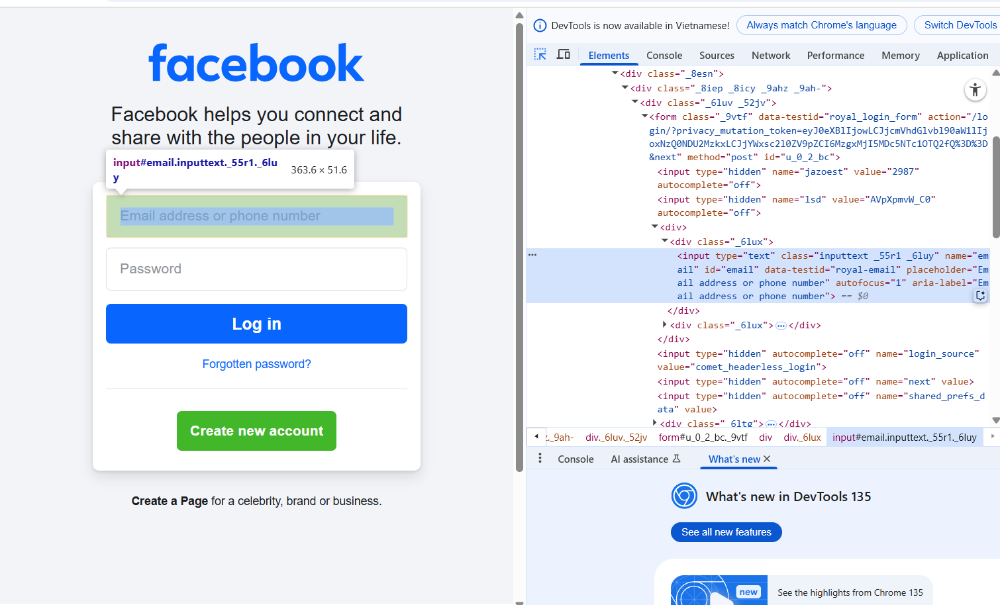 facebook
Facebook helps you connect and
share with the people in your life.
input#email.inputtext._55r1._6lu
y
363.6 × 51.6
Email address or phone number
Password
Log in
Forgotten password?
Create new account
Create a Page for a celebrity, brand or business.
DevTools is now available in Vietnamese!
Always match Chrome's language
Switch DevTools
Elements
Console
Sources
Network
Performance
Memory
Application
<div class="_8esn">
<div class="_8iep _8icy _9ahz _9ah-">
<div class="_6luv _52jv">
<form class="_9vtf" data-testid="royal_login_form" action="/lo
gin/?privacy_mutation_token=eyJ0eXBlIjowLCJjcmVhdGlvbl90aW1lIj
oxNzQ0NDU2MzkxLCJjYWxsc2l0ZV9pZCI6MzgxMjI5MDc5NTc1OTQ2fQ%3D%3D
&next" method="post" id="u_0_2_bc">
<input type="hidden" name="jazoest" value="2987"
autocomplete="off">
<input type="hidden" name="lsd" value="AVpXpmvW_C0"
autocomplete="off">
<div>
<div class="_6lux">
<input type="text" class="inputtext _55r1 _6luy" name="em
ail" id="email" data-testid="royal-email" placeholder="Em
ail address or phone number" autofocus="1" aria-label="Em
ail address or phone number"> == $0
</div>
<div class="_6lux"> … </div>
</div>
<input type="hidden" autocomplete="off" name="login_source"
value="comet_headerless_login">
<input type="hidden" autocomplete="off" name="next" value>
<input type="hidden" autocomplete="off" name="shared_prefs_d
ata" value>
<div class="_6ltg"> … </div>
z._9ah-
div._6luv._52jv
form#u_0_2_bc._9vtf
div
div._6lux
input#email.inputtext._55r1._6luy
Console
AI assistance
What's new
What's new in DevTools 135
See all new features
new
See the highlights from Chrome 135